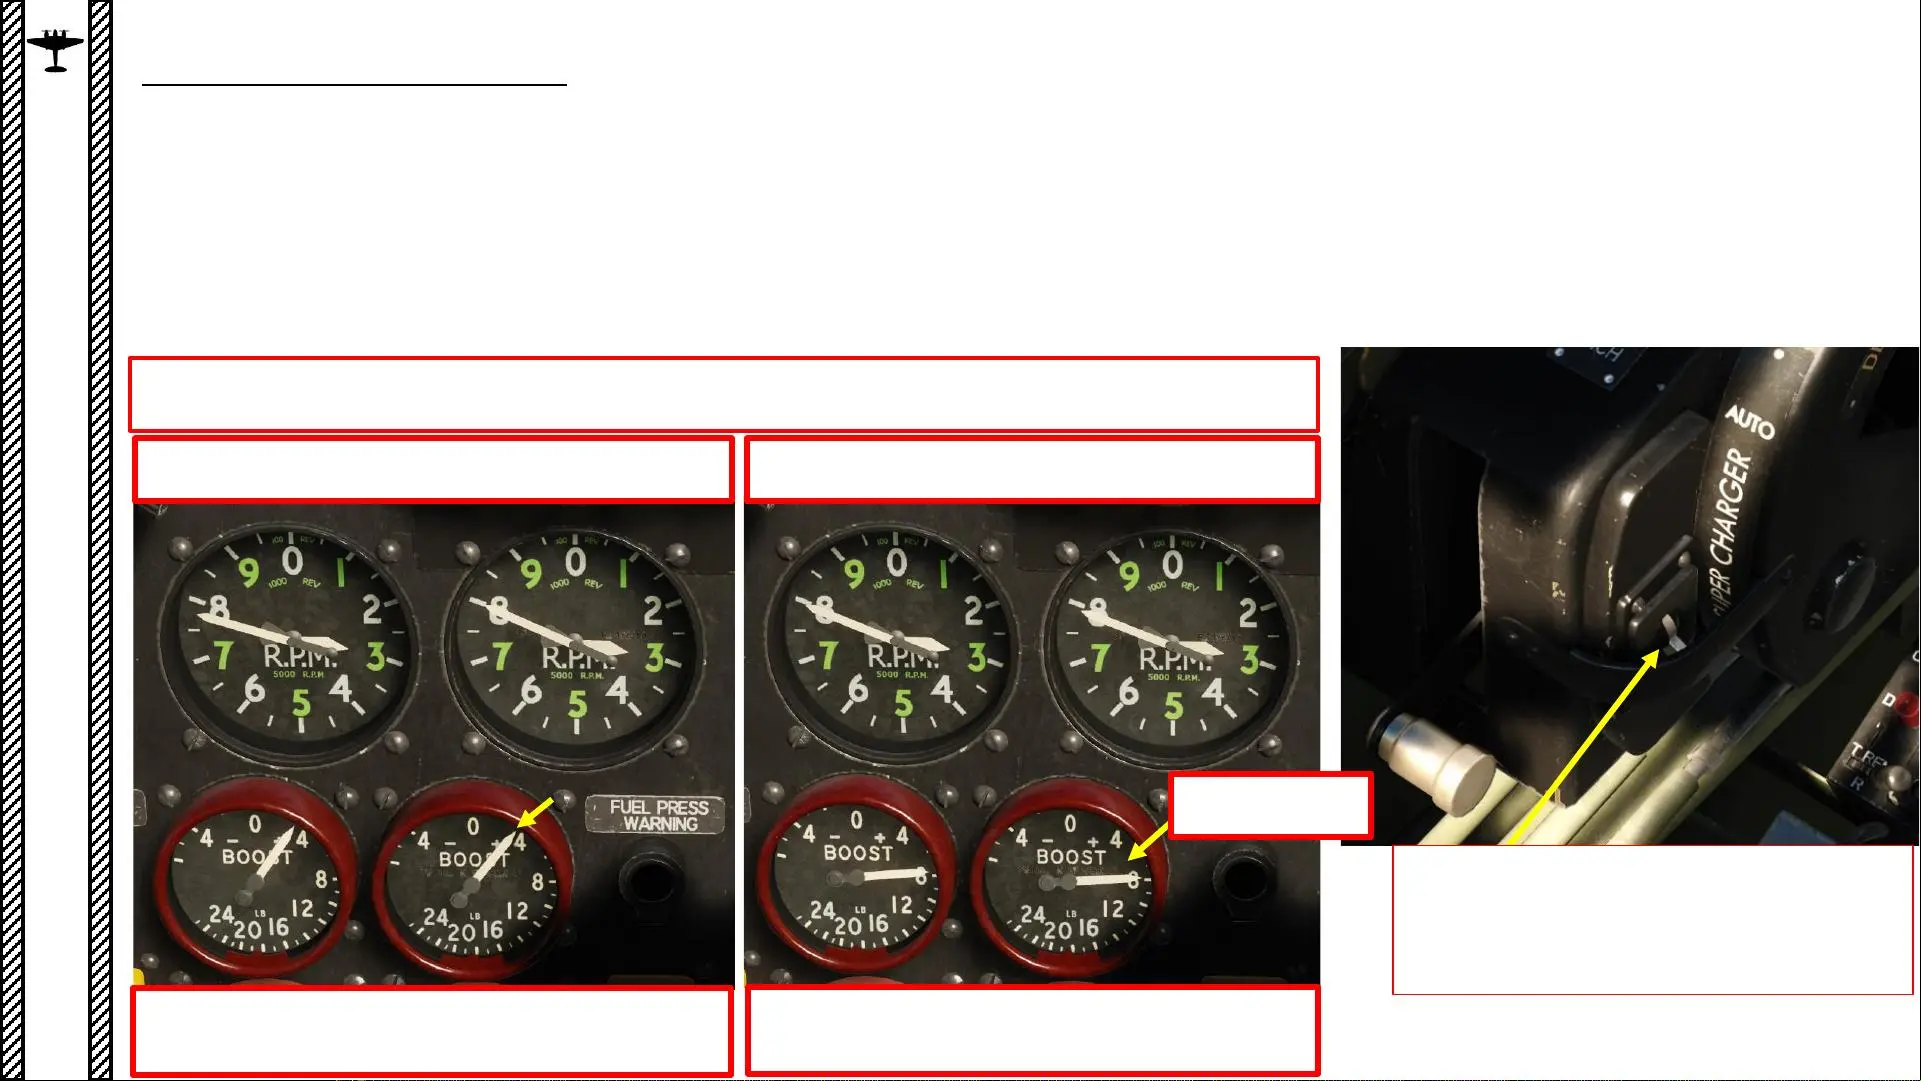 9 0 1
100 REV
1000 REV
8 2
7 R.P.M. 3
5000 R.P.M.
6 4
5
9 0 1
100 REV
1000 REV
8 2
7 R.P.M. 3
5000 R.P.M.
6 4
5
4 - 0 + 4
BOOST
8
24 LB 12
20 16
4 - 0 + 4
BOOST
8
24 LB 12
20 16
FUEL PRESS
WARNING
9 0 1
100 REV
1000 REV
8 2
7 R.P.M. 3
5000 R.P.M.
6 4
5
9 0 1
100 REV
1000 REV
8 2
7 R.P.M. 3
5000 R.P.M.
6 4
5
4 - 0 + 4
BOOST
8
24 LB 12
20 16
4 - 0 + 4
BOOST
8
24 LB 12
20 16
AUTO
SUPER CHARGER
D
R